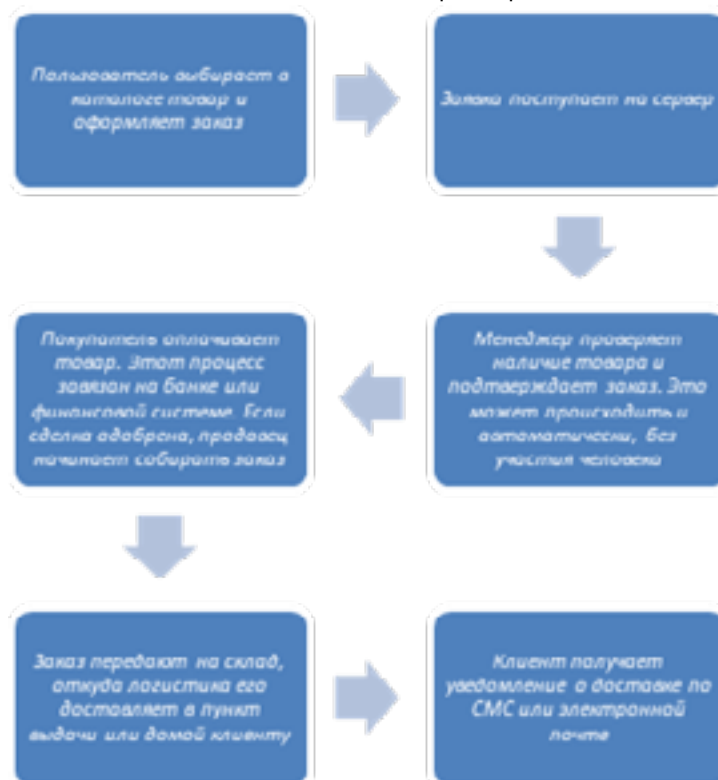 Пользователь выбирает в
каталоге товар и
оформляет заказ
Заявка поступает на сервер
Менеджер проверяет
наличие товара и
подтверждает заказ. Это
может происходить и
автоматически, без
участия человека
Покупатель оплачивает
товар. Этот процесс
завязан на банке или
финансовой системе. Если
сделка одобрена, продавец
начинает собирать заказ
Заказ передают на склад,
откуда логистика его
доставляет в пункт
выдачи или домой клиенту
Клиент получает
уведомление о доставке по
СМС или электронной
почте